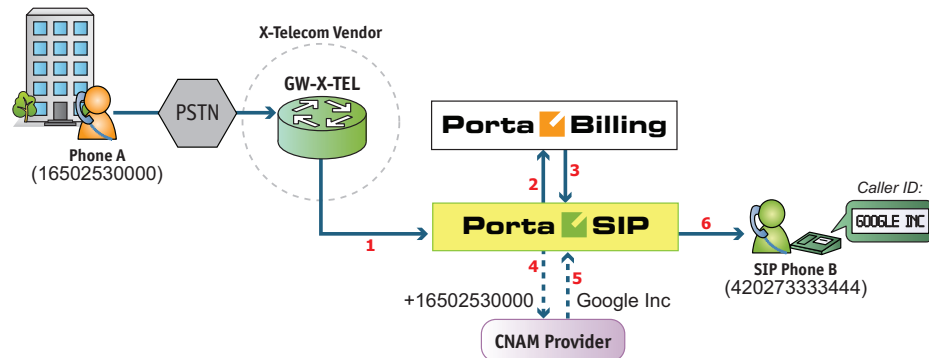 X-Telecom Vendor
GW-X-TEL
PSTN
Phone A
(16502530000)
Porta Billing
2
3
1
Porta SIP
6
Caller ID:
GOOGLE INC
SIP Phone B
(420273333444)
4
5
+16502530000
Google Inc
CNAM Provider